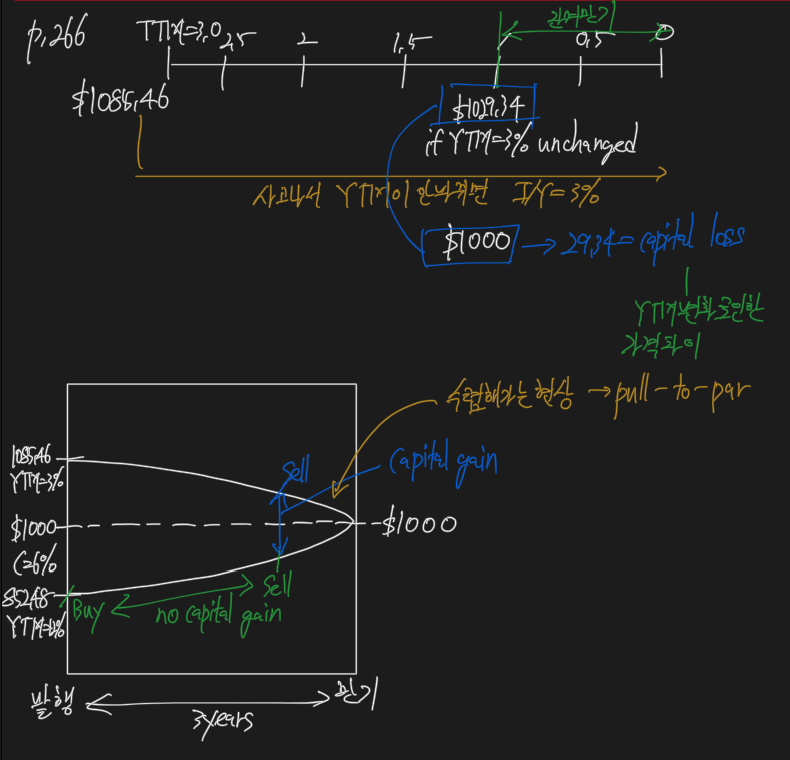 p.266
TTM=3.0 2.5 2 1.5 1 0.5 0
잔여만기
$1085.46
$1029.34
if YTM=3% unchanged
사고나서 YTM이 안바뀌면 I/Y=3%
$1000 → 29.34=capital loss
YTM변화로인한
가격차이
수렴해가는현상 → pull-to-par
1085.46
YTM=3%
Sell
Capital gain
$1000
$1000
C=6%
852.48
Buy
Sell
no capital gain
발행
만기
3years